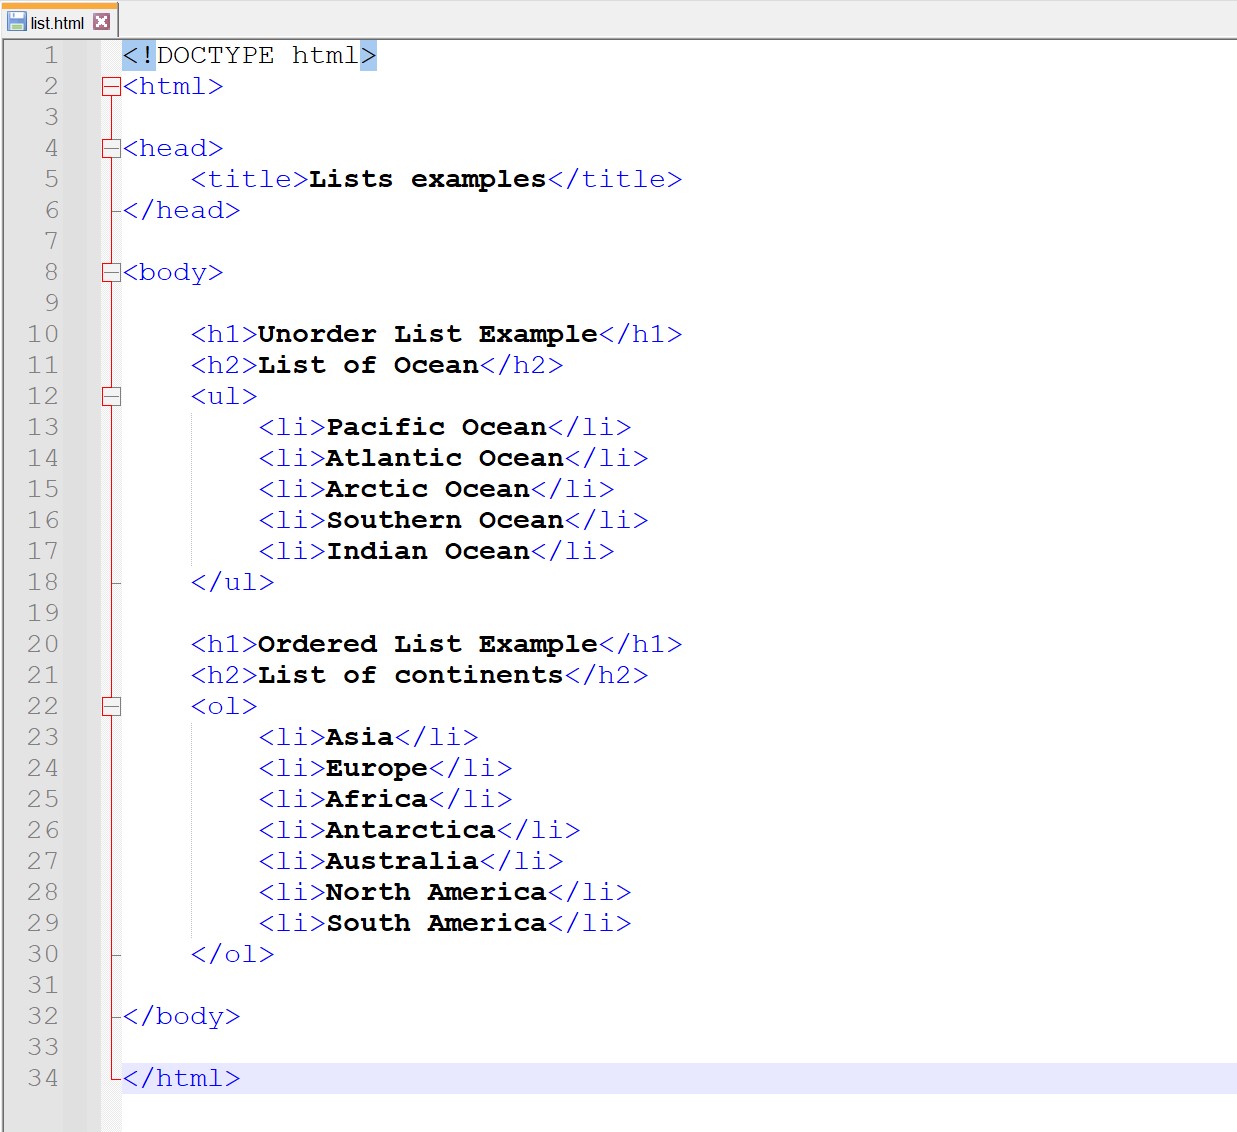 list.html
1 <!DOCTYPE html>
2 <html>
3
4 <head>
5     <title>Lists examples</title>
6 </head>
7
8 <body>
9
10     <h1>Unorder List Example</h1>
11     <h2>List of Ocean</h2>
12     <ul>
13         <li>Pacific Ocean</li>
14         <li>Atlantic Ocean</li>
15         <li>Arctic Ocean</li>
16         <li>Southern Ocean</li>
17         <li>Indian Ocean</li>
18     </ul>
19
20     <h1>Ordered List Example</h1>
21     <h2>List of continents</h2>
22     <ol>
23         <li>Asia</li>
24         <li>Europe</li>
25         <li>Africa</li>
26         <li>Antarctica</li>
27         <li>Australia</li>
28         <li>North America</li>
29         <li>South America</li>
30     </ol>
31
32 </body>
33
34 </html>